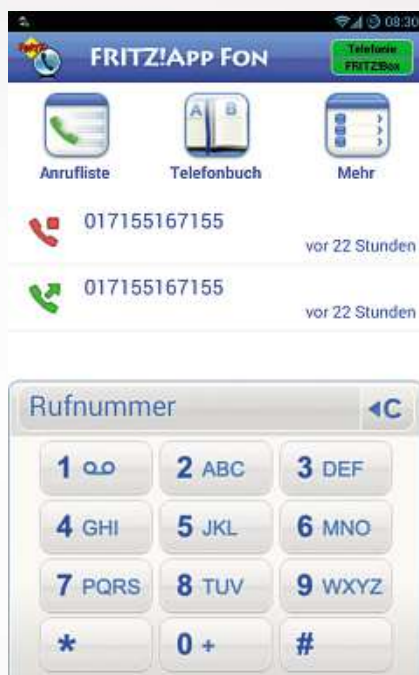 08:30
FRITZ!
FRITZ!APP FON
Telefonie
FRITZ!Box
A B
Anrufliste Telefonbuch Mehr
017155167155
vor 22 Stunden
017155167155
vor 22 Stunden
Rufnummer C
1 2 ABC 3 DEF
4 GHI 5 JKL 6 MNO
7 PQRS 8 TUV 9 WXYZ
* 0 + #